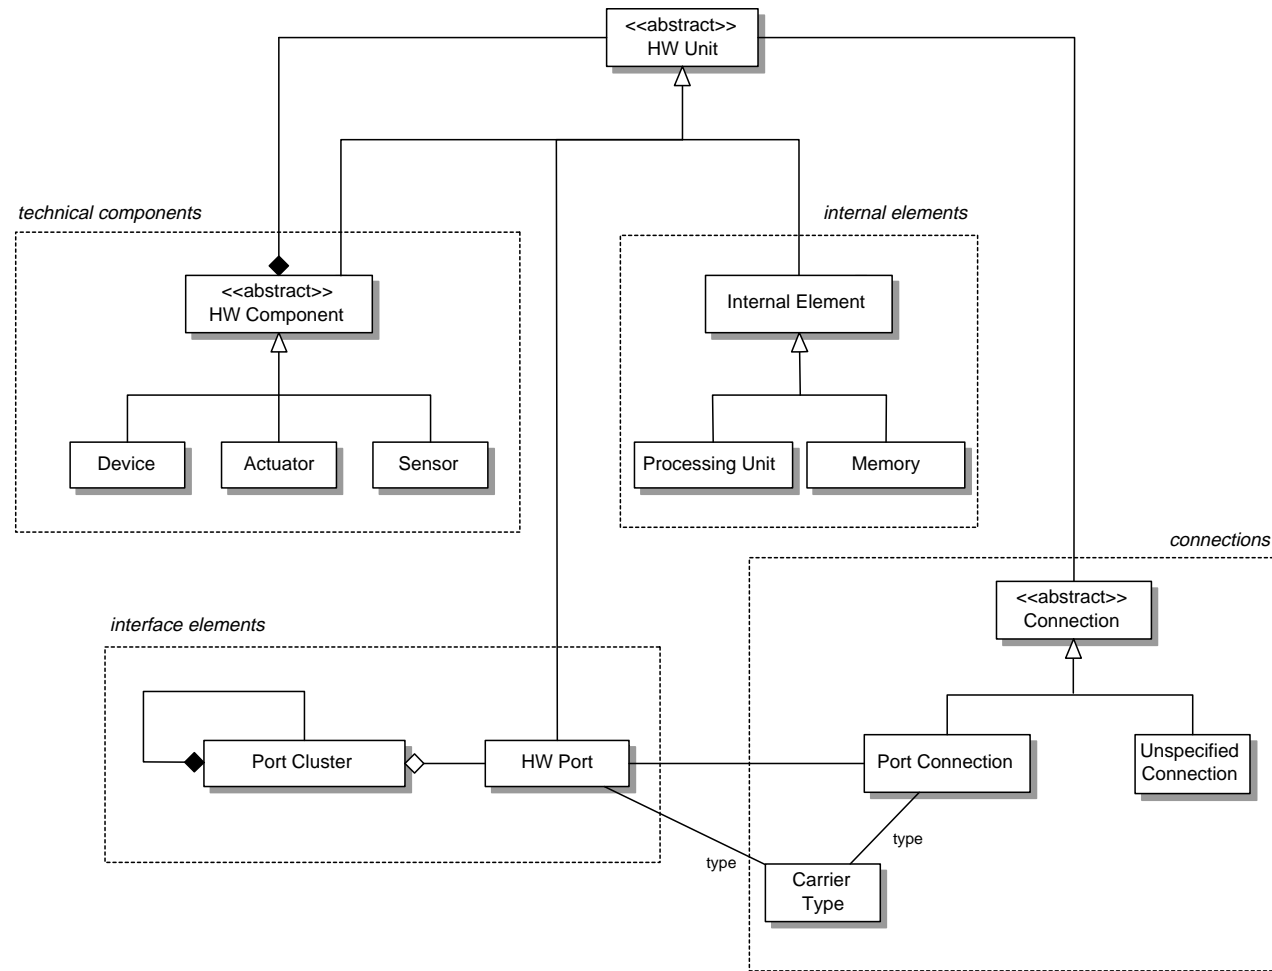 <<abstract>>
HW Unit
technical components
internal elements
<<abstract>>
HW Component
Internal Element
Device
Actuator
Sensor
Processing Unit
Memory
connections
<<abstract>>
Connection
interface elements
Port Cluster
HW Port
Port Connection
Unspecified
Connection
type
type
Carrier
Type